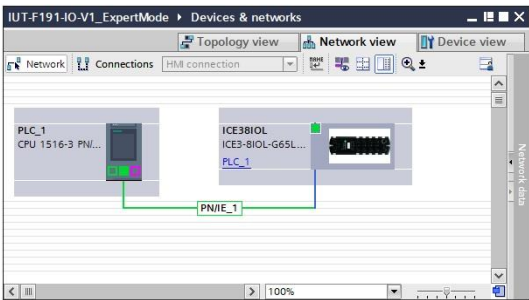 IUT-F191-IO-V1_ExpertMode ▸ Devices & networks
Topology view Network view Device view
Network Connections HMI connection
PLC_1
CPU 1516-3 PN/...
ICE38IOL
ICE3-8IOL-G65L...
PLC_1
PN/IE_1
Network data
100%